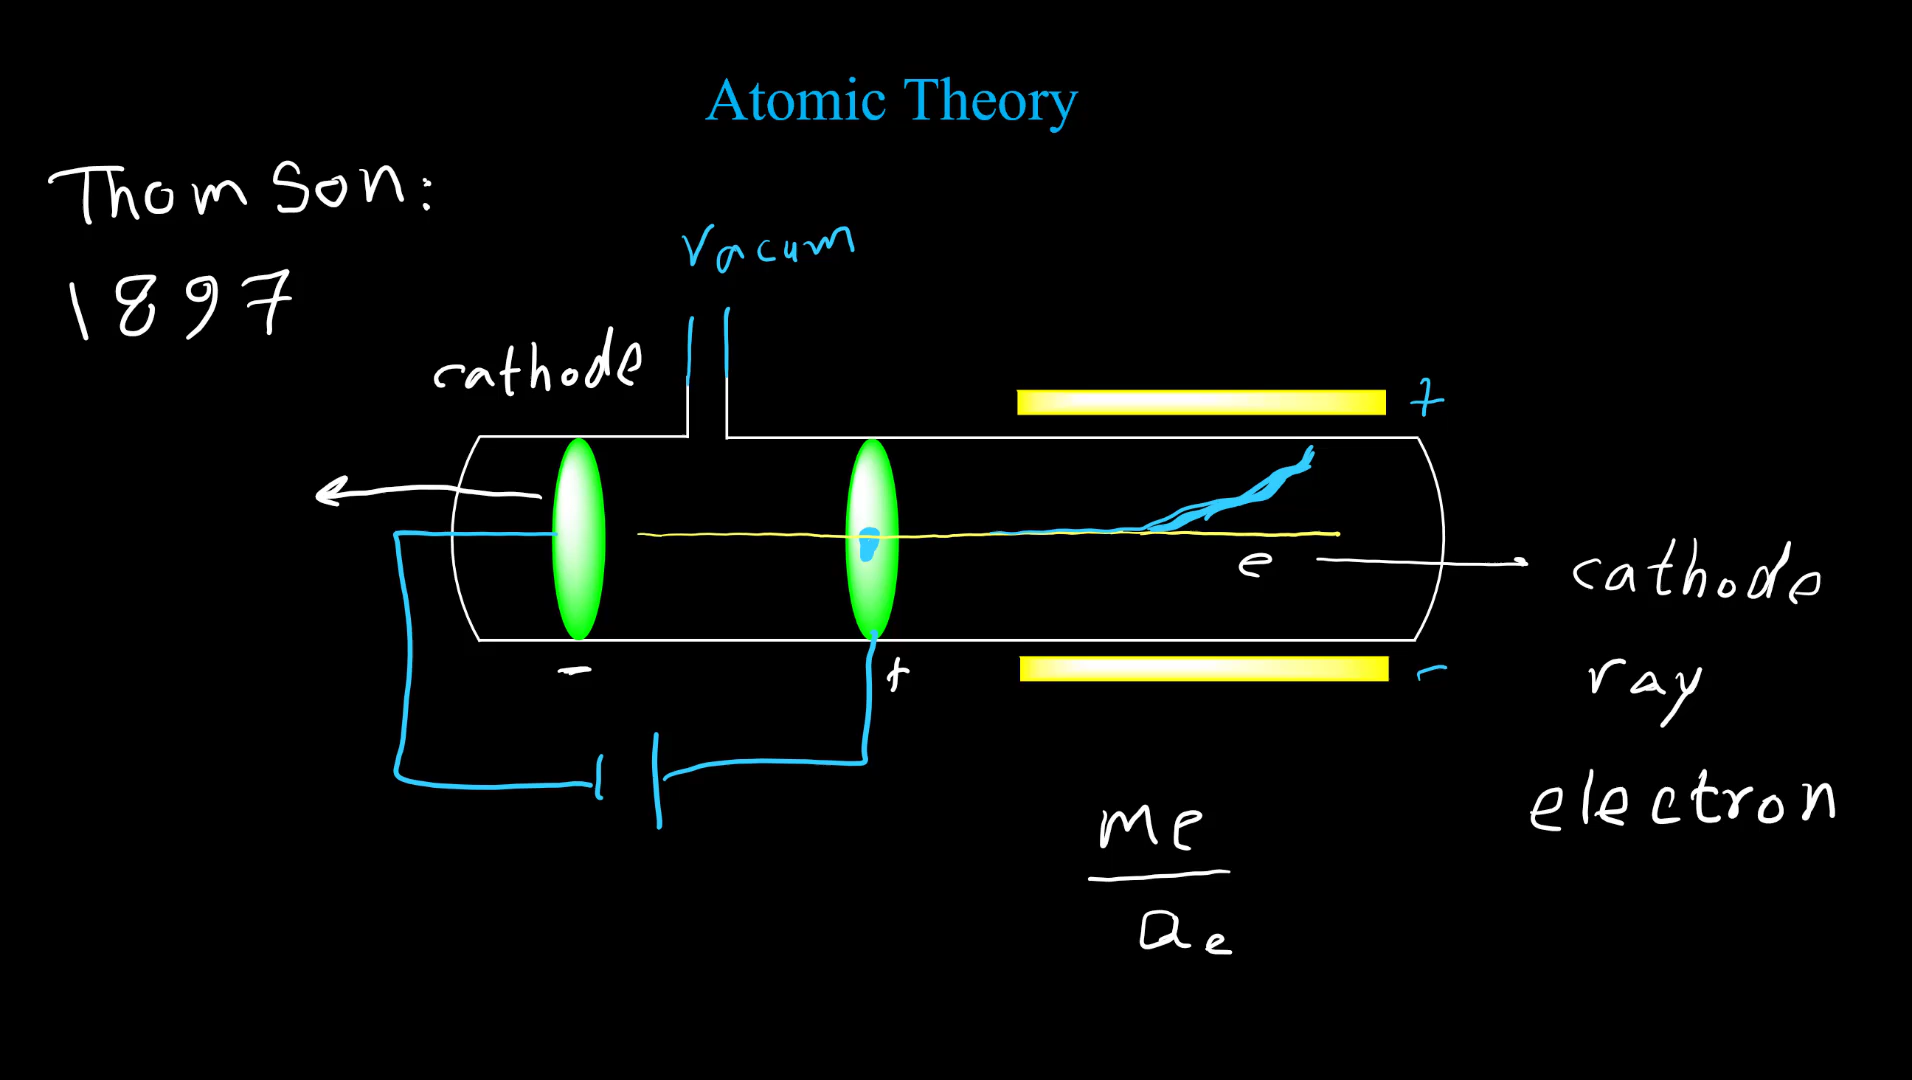 Atomic Theory
Thomson:
1897
vacum
cathode
+
e
cathode
ray
electron
-
+
-
me
Qe